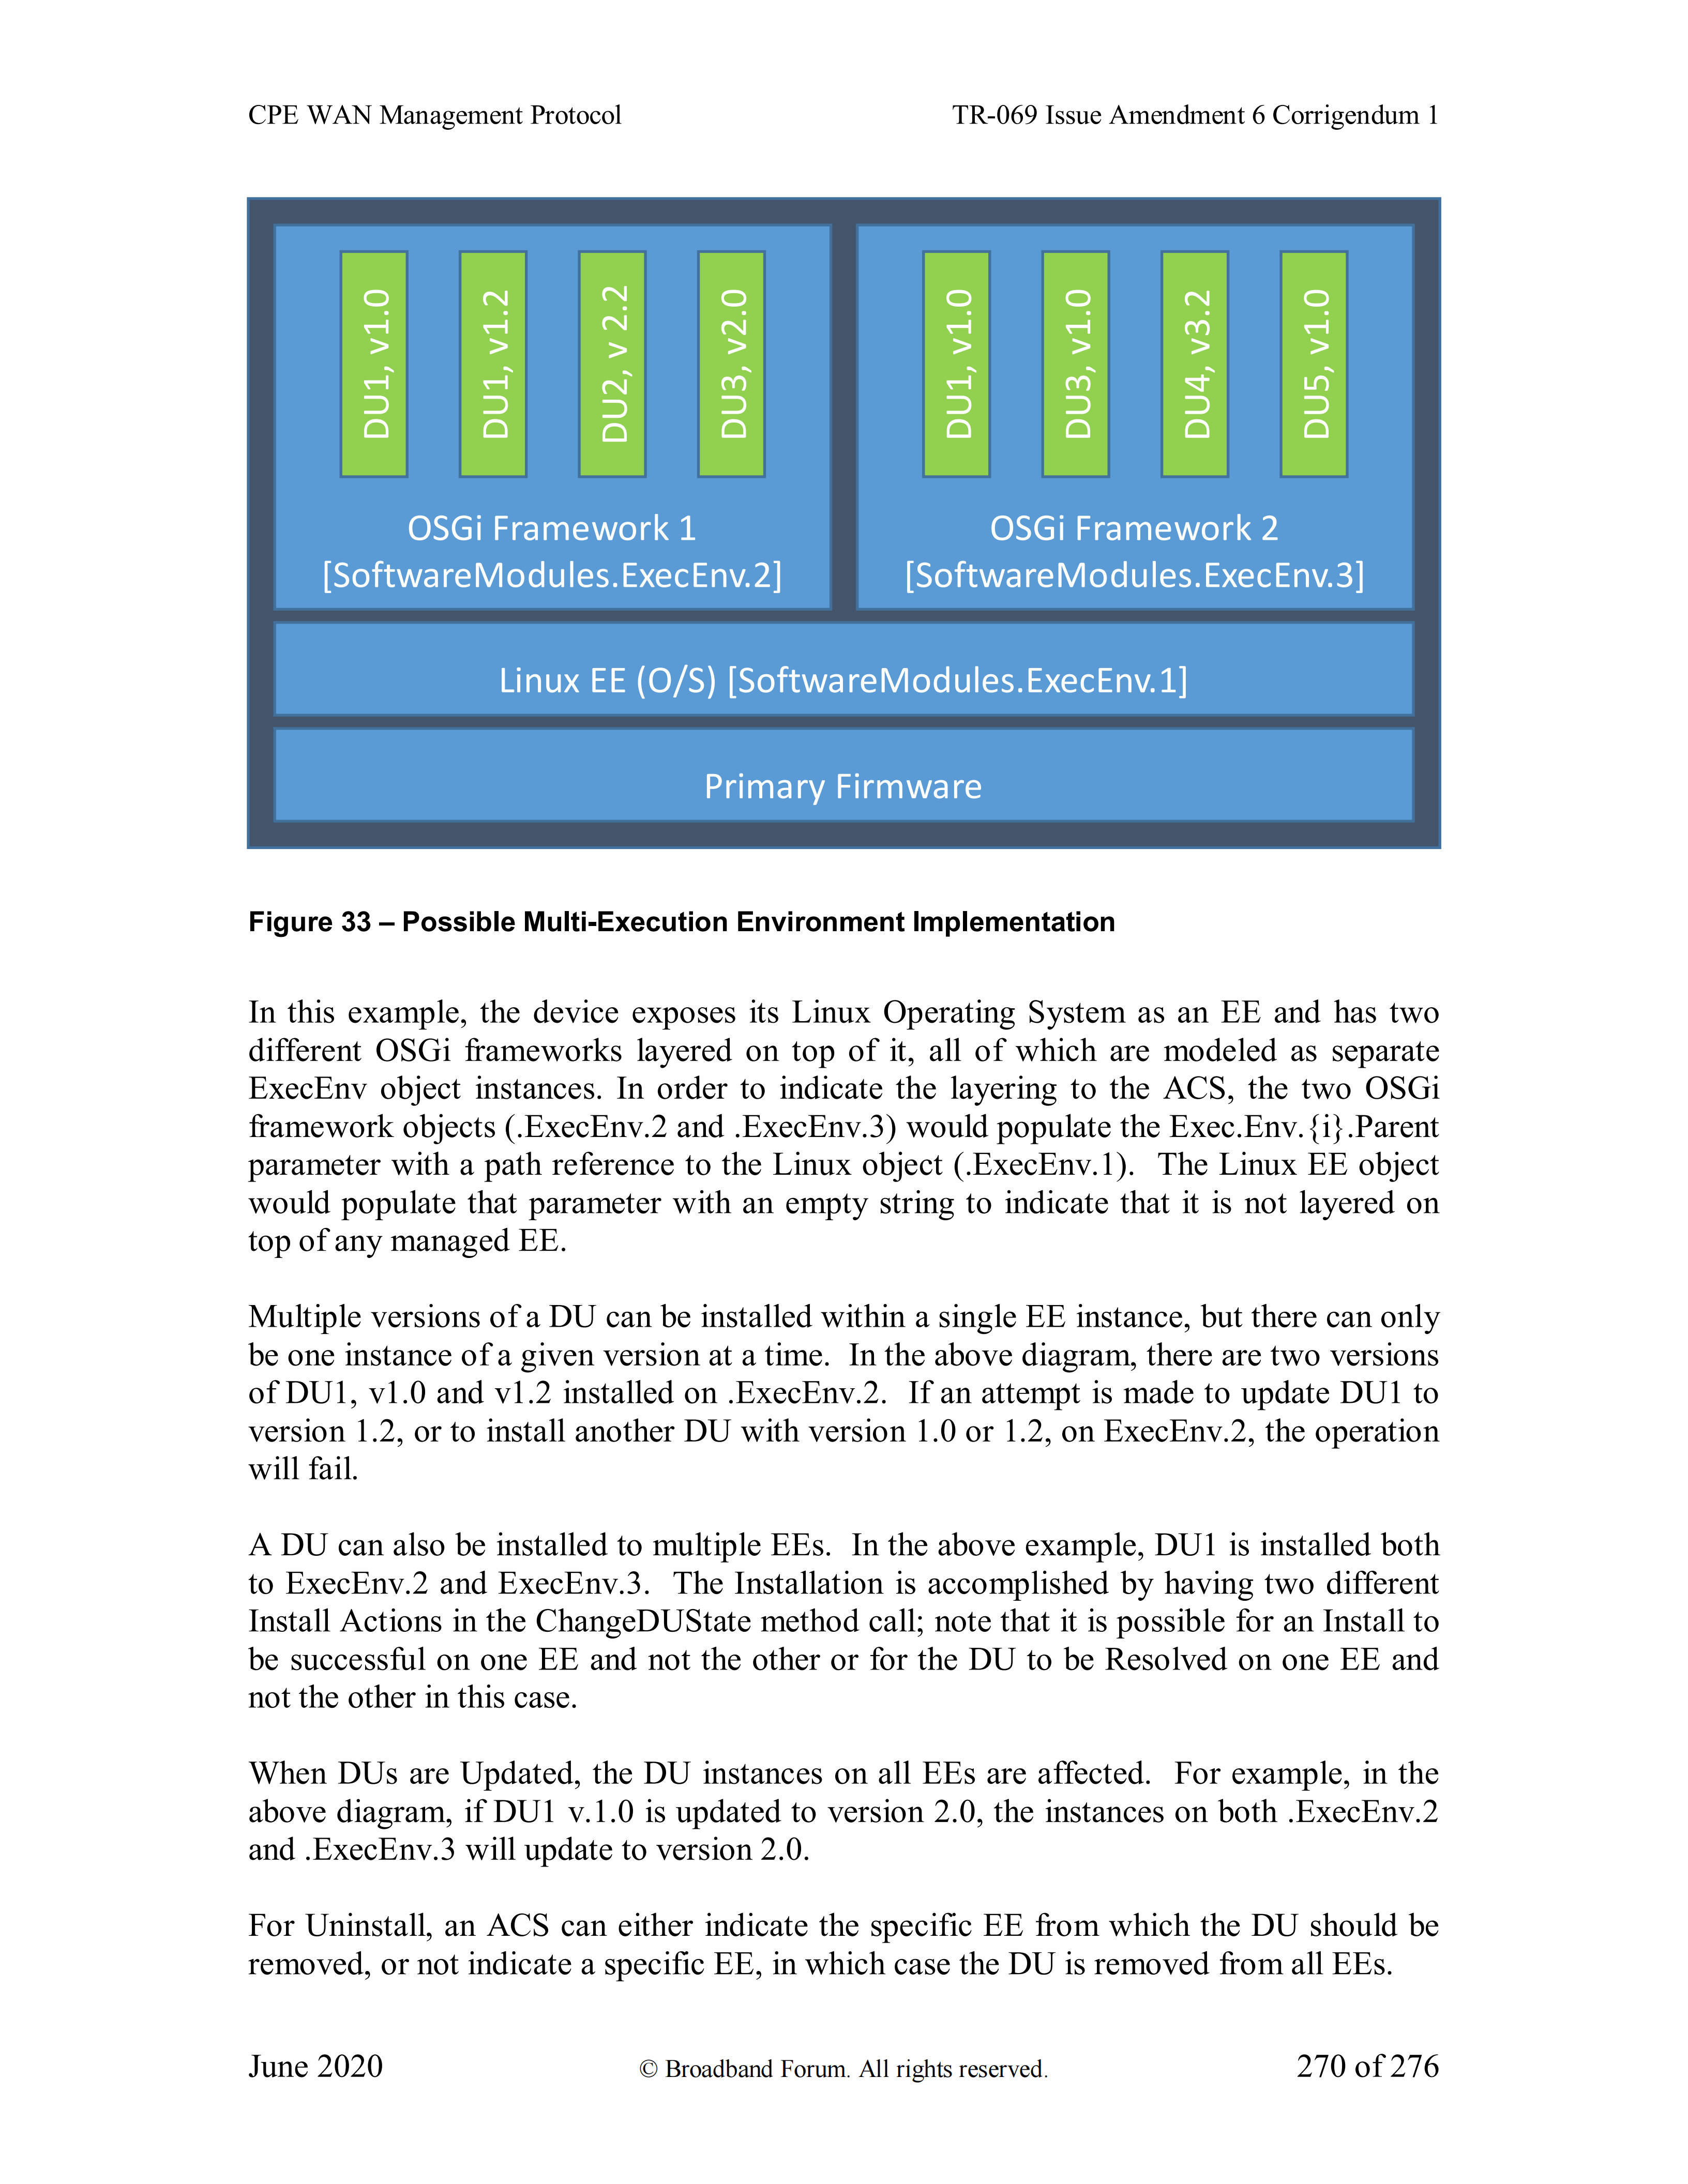 CPE WAN Management Protocol
TR-069 Issue Amendment 6 Corrigendum 1
DU1, v1.0
DU1, v1.2
DU2, v 2.2
DU3, v2.0
OSGi Framework 1
[SoftwareModules.ExecEnv.2]
DU1, v1.0
DU3, v1.0
DU4, v3.2
DU5, v1.0
OSGi Framework 2
[SoftwareModules.ExecEnv.3]
Linux EE (O/S) [SoftwareModules.ExecEnv.1]
Primary Firmware
Figure 33 – Possible Multi-Execution Environment Implementation
In this example, the device exposes its Linux Operating System as an EE and has two
different OSGi frameworks layered on top of it, all of which are modeled as separate
ExecEnv object instances. In order to indicate the layering to the ACS, the two OSGi
framework objects (.ExecEnv.2 and .ExecEnv.3) would populate the Exec.Env.{i}.Parent
parameter with a path reference to the Linux object (.ExecEnv.1). The Linux EE object
would populate that parameter with an empty string to indicate that it is not layered on
top of any managed EE.
Multiple versions of a DU can be installed within a single EE instance, but there can only
be one instance of a given version at a time. In the above diagram, there are two versions
of DU1, v1.0 and v1.2 installed on .ExecEnv.2. If an attempt is made to update DU1 to
version 1.2, or to install another DU with version 1.0 or 1.2, on ExecEnv.2, the operation
will fail.
A DU can also be installed to multiple EEs. In the above example, DU1 is installed both
to ExecEnv.2 and ExecEnv.3. The Installation is accomplished by having two different
Install Actions in the ChangeDUState method call; note that it is possible for an Install to
be successful on one EE and not the other or for the DU to be Resolved on one EE and
not the other in this case.
When DUs are Updated, the DU instances on all EEs are affected. For example, in the
above diagram, if DU1 v.1.0 is updated to version 2.0, the instances on both .ExecEnv.2
and .ExecEnv.3 will update to version 2.0.
For Uninstall, an ACS can either indicate the specific EE from which the DU should be
removed, or not indicate a specific EE, in which case the DU is removed from all EEs.
June 2020
© Broadband Forum. All rights reserved.
270 of 276